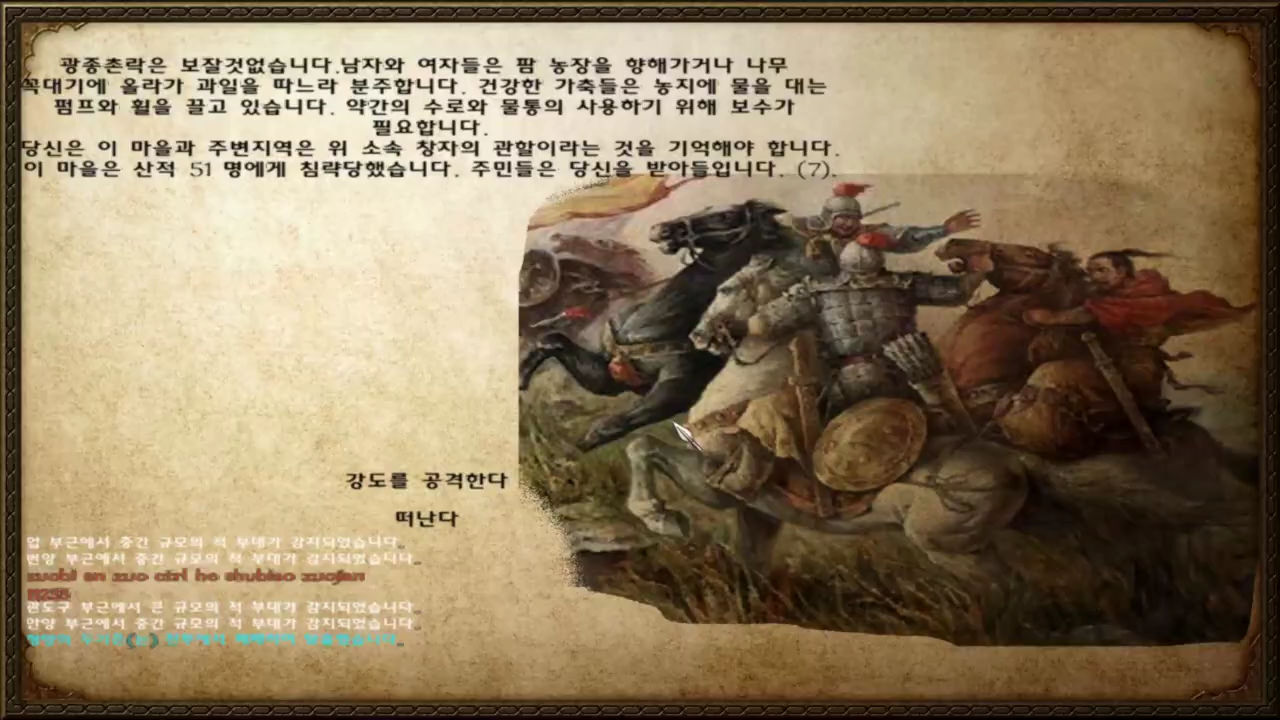 광종촌락은 보잘것없습니다.남자와 여자들은 팜 농장을 향해가거나 나무
꼭대기에 올라가 과일을 따느라 분주합니다. 건강한 가축들은 농지에 물을 대는
펌프와 휠을 끌고 있습니다. 약간의 수로와 물통의 사용하기 위해 보수가
필요합니다.
당신은 이 마을과 주변지역은 위 소속 창자의 관할이라는 것을 기억해야 합니다.
이 마을은 산적 51 명에게 침략당했습니다. 주민들은 당신을 받아들입니다. (7).
강도를 공격한다
떠난다
업 부근에서 중간 규모의 적 부대가 감지되었습니다.
번양 부근에서 중간 규모의 적 부대가 감지되었습니다.
zuobi an zuo ctrl he shubiao zuojian
관도구 부근에서 큰 규모의 적 부대가 감지되었습니다.
안양 부근에서 중간 규모의 적 부대가 감지되었습니다.